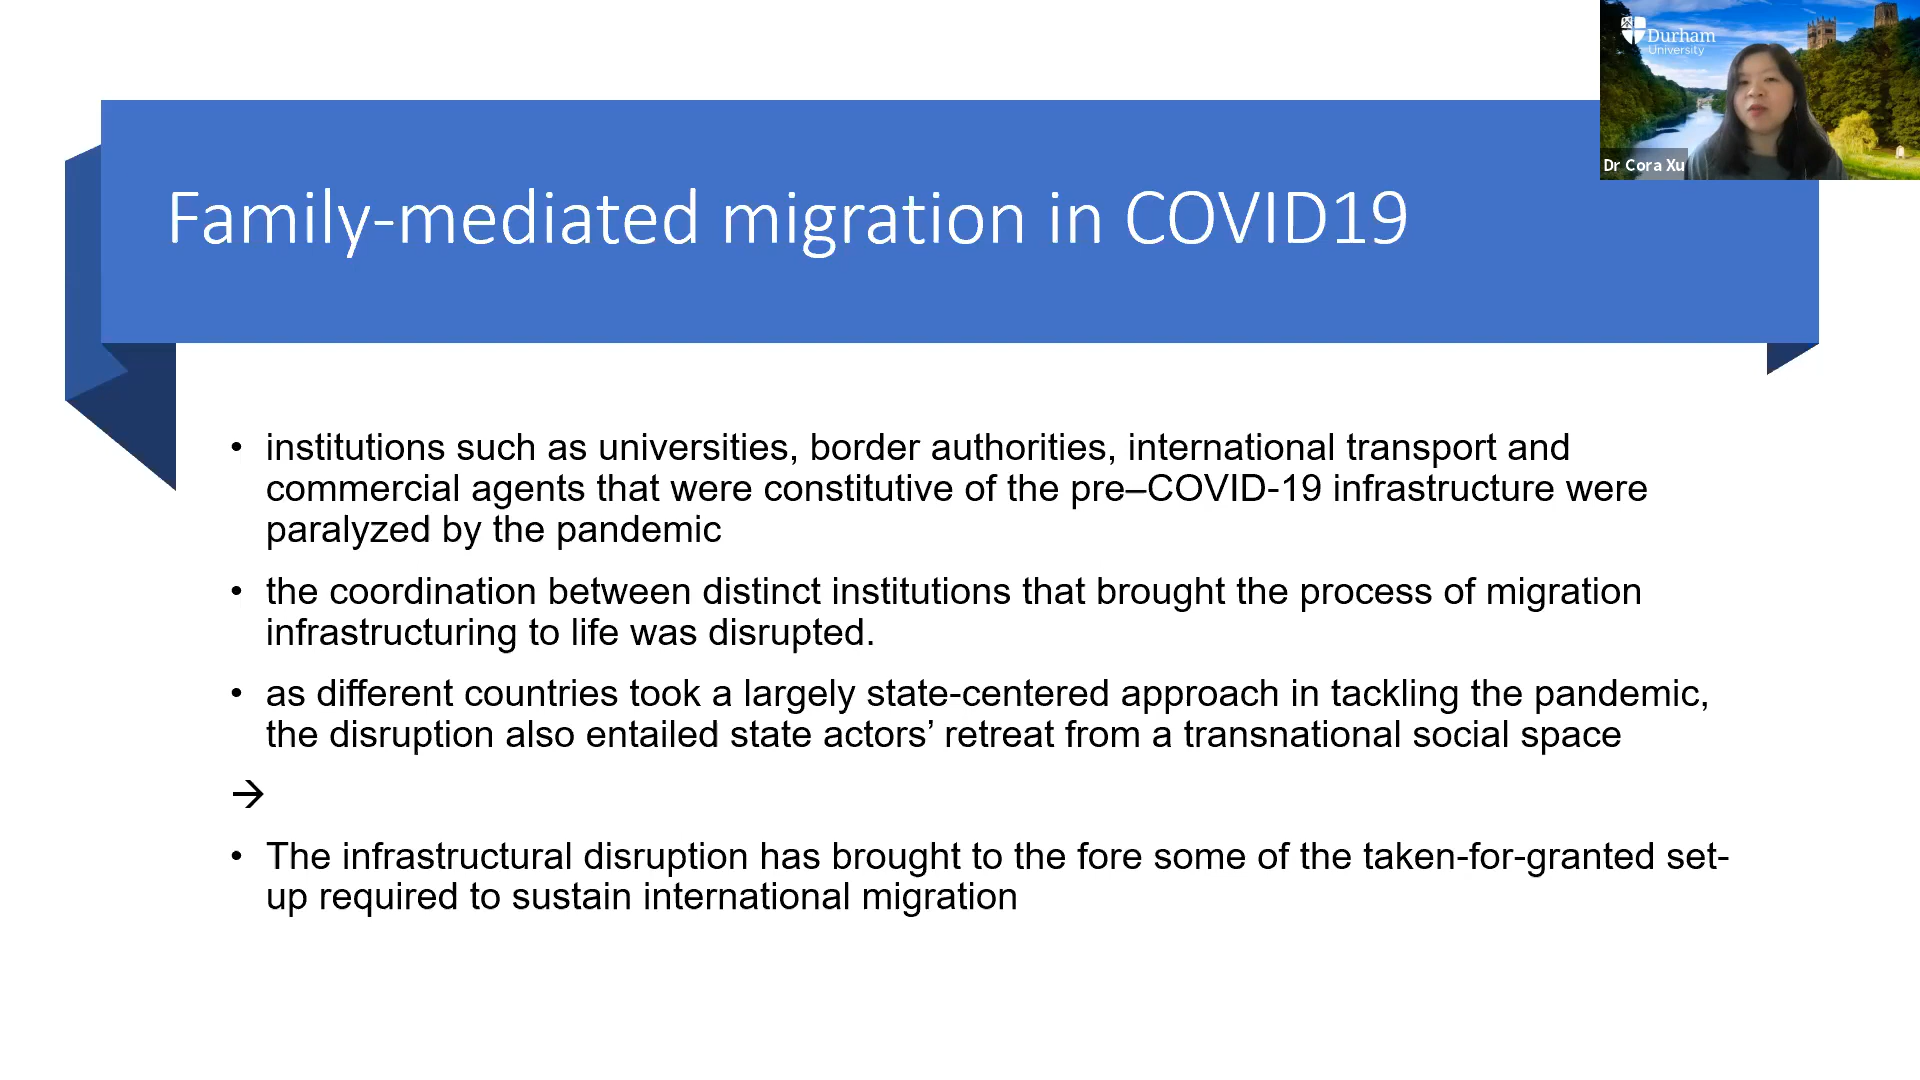 Durham
University
Dr Cora Xu
Family-mediated migration in COVID19
• institutions such as universities, border authorities, international transport and
commercial agents that were constitutive of the pre–COVID-19 infrastructure were
paralyzed by the pandemic
• the coordination between distinct institutions that brought the process of migration
infrastructuring to life was disrupted.
• as different countries took a largely state-centered approach in tackling the pandemic,
the disruption also entailed state actors’ retreat from a transnational social space
→
• The infrastructural disruption has brought to the fore some of the taken-for-granted set-
up required to sustain international migration